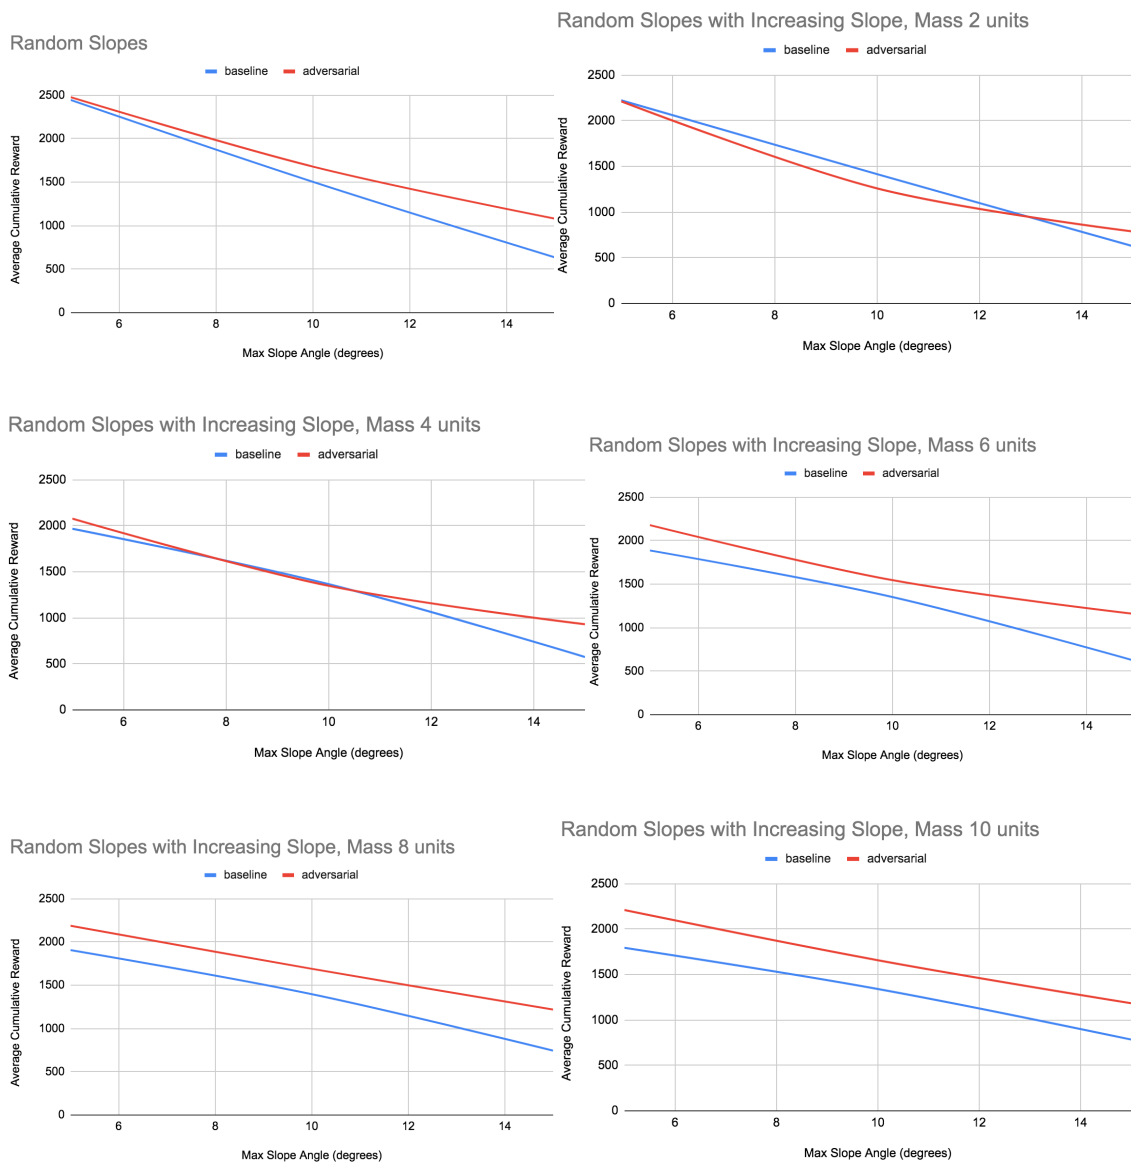 Random Slopes
baseline adversarial
Average Cumulative Reward
2500
2000
1500
1000
500
0
6 8 10 12 14
Max Slope Angle (degrees)
Random Slopes with Increasing Slope, Mass 2 units
baseline adversarial
Average Cumulative Reward
2500
2000
1500
1000
500
0
6 8 10 12 14
Max Slope Angle (degrees)
Random Slopes with Increasing Slope, Mass 4 units
baseline adversarial
Average Cumulative Reward
2500
2000
1500
1000
500
0
6 8 10 12 14
Max Slope Angle (degrees)
Random Slopes with Increasing Slope, Mass 6 units
baseline adversarial
Average Cumulative Reward
2500
2000
1500
1000
500
0
6 8 10 12 14
Max Slope Angle (degrees)
Random Slopes with Increasing Slope, Mass 8 units
baseline adversarial
Average Cumulative Reward
2500
2000
1500
1000
500
0
6 8 10 12 14
Max Slope Angle (degrees)
Random Slopes with Increasing Slope, Mass 10 units
baseline adversarial
Average Cumulative Reward
2500
2000
1500
1000
500
0
6 8 10 12 14
Max Slope Angle (degrees)